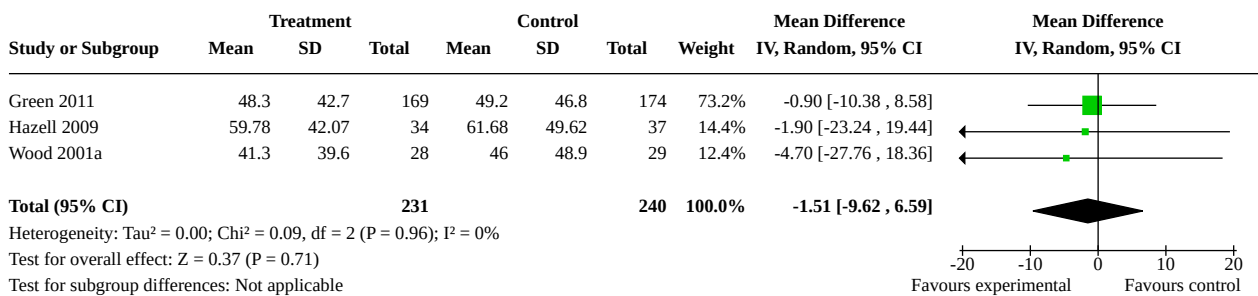 Treatment Control Mean Difference Mean Difference
Study or Subgroup Mean SD Total Mean SD Total Weight IV, Random, 95% CI IV, Random, 95% CI
Green 2011 48.3 42.7 169 49.2 46.8 174 73.2% -0.90 [-10.38 , 8.58]
Hazell 2009 59.78 42.07 34 61.68 49.62 37 14.4% -1.90 [-23.24 , 19.44]
Wood 2001a 41.3 39.6 28 46 48.9 29 12.4% -4.70 [-27.76 , 18.36]
Total (95% CI) 231 240 100.0% -1.51 [-9.62 , 6.59]
Heterogeneity: Tau² = 0.00; Chi² = 0.09, df = 2 (P = 0.96); I² = 0%
Test for overall effect: Z = 0.37 (P = 0.71)
-20 -10 0 10 20
Test for subgroup differences: Not applicable Favours experimental Favours control